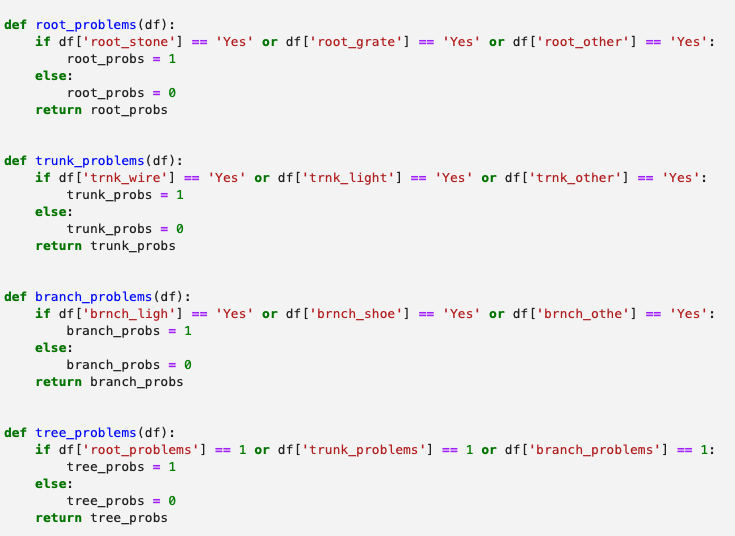 def root_problems(df):
    if df['root_stone'] == 'Yes' or df['root_grate'] == 'Yes' or df['root_other'] == 'Yes':
        root_probs = 1
    else:
        root_probs = 0
    return root_probs
def trunk_problems(df):
    if df['trnk_wire'] == 'Yes' or df['trnk_light'] == 'Yes' or df['trnk_other'] == 'Yes':
        trunk_probs = 1
    else:
        trunk_probs = 0
    return trunk_probs
def branch_problems(df):
    if df['brnch_ligh'] == 'Yes' or df['brnch_shoe'] == 'Yes' or df['brnch_othe'] == 'Yes':
        branch_probs = 1
    else:
        branch_probs = 0
    return branch_probs
def tree_problems(df):
    if df['root_problems'] == 1 or df['trunk_problems'] == 1 or df['branch_problems'] == 1:
        tree_probs = 1
    else:
        tree_probs = 0
    return tree_probs